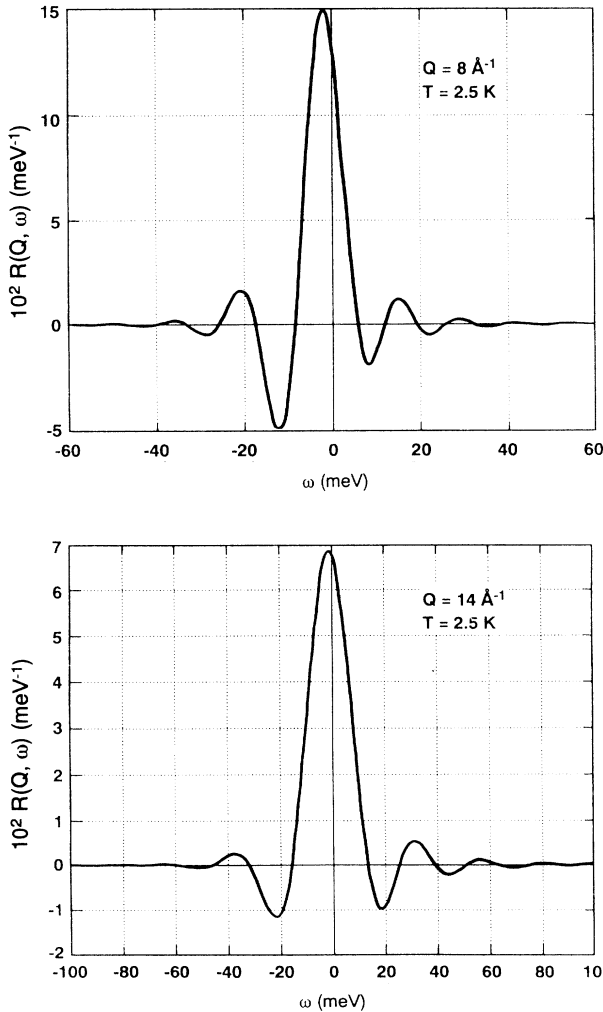 15
10
5
0
-5
10² R(Q, ω) (meV⁻¹)
Q = 8 Å⁻¹
T = 2.5 K
-60 -40 -20 0 20 40 60
ω (meV)
7
6
5
4
3
2
1
0
-1
-2
10² R(Q, ω) (meV⁻¹)
Q = 14 Å⁻¹
T = 2.5 K
-100 -80 -60 -40 -20 0 20 40 60 80 10
ω (meV)